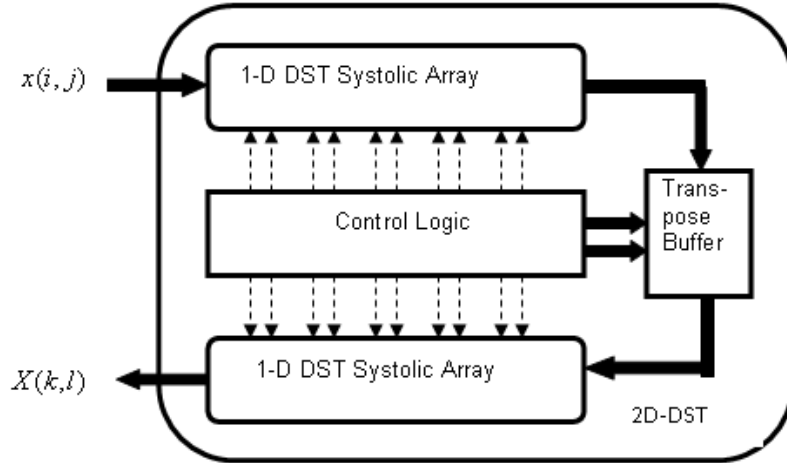 1-D DST Systolic Array
x(i, j)
Trans-
pose
Buffer
Control Logic
1-D DST Systolic Array
X(k,l)
2D-DST